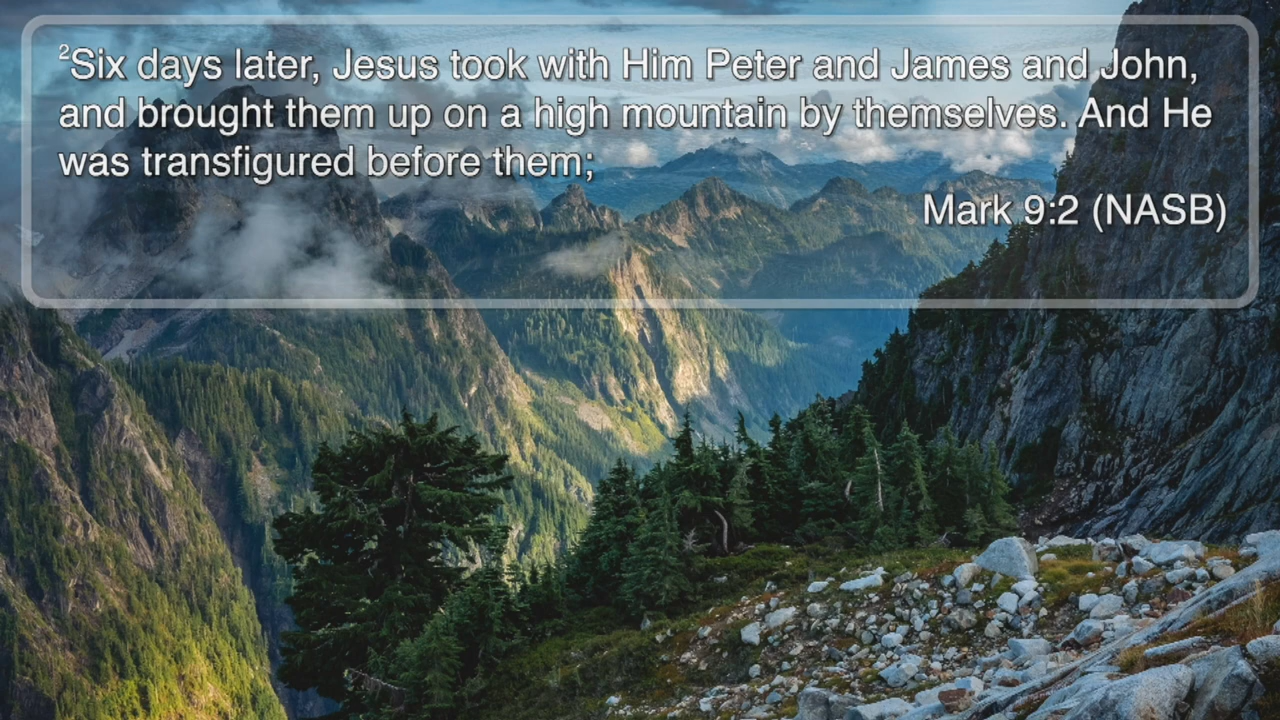 ²Six days later, Jesus took with Him Peter and James and John,
and brought them up on a high mountain by themselves. And He
was transfigured before them;
Mark 9:2 (NASB)